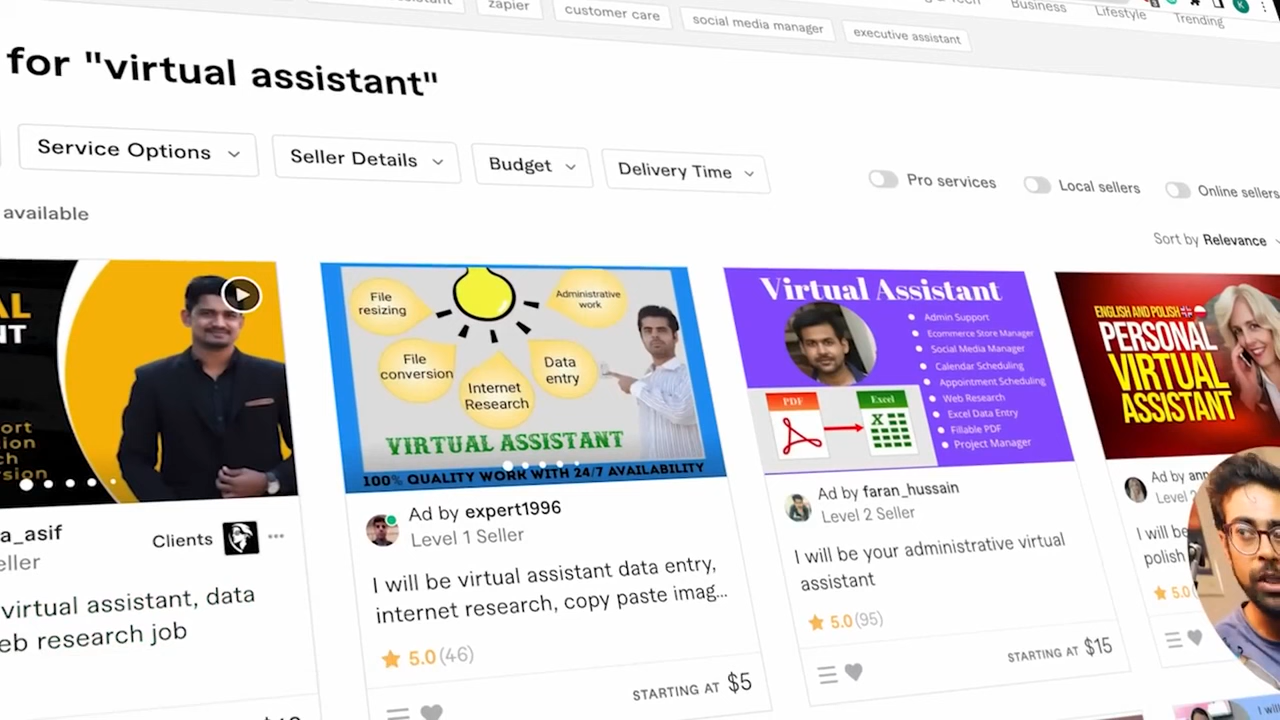 zapier
customer care
social media manager
executive assistant
Business
Lifestyle
Trending
for "virtual assistant"
Service Options
Seller Details
Budget
Delivery Time
Pro services
Local sellers
Online sellers
available
Sort by Relevance
File resizing
Administrative work
File conversion
Internet Research
Data entry
VIRTUAL ASSISTANT
100% QUALITY WORK WITH 24/7 AVAILABILITY
Virtual Assistant
Admin Support
Ecommerce Store Manager
Social Media Manager
Calendar Scheduling
Appointment Scheduling
Web Research
Excel Data Entry
Fillable PDF
Project Manager
PDF
Excel
ENGLISH AND POLISH
PERSONAL
VIRTUAL
ASSISTANT
a_asif
Clients
virtual assistant, data
eb research job
Ad by expert1996
Level 1 Seller
I will be virtual assistant data entry,
internet research, copy paste imag...
5.0 (46)
STARTING AT $5
Ad by faran_hussain
Level 2 Seller
I will be your administrative virtual
assistant
5.0 (95)
STARTING AT $15
Ad by
Level
I will be
polish
5.0